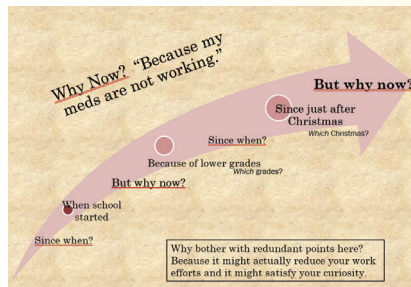 Why Now? “Because my
meds are not working.”
But why now?
Since just after
Christmas
Which Christmas?
Since when?
Because of lower grades
Which grades?
But why now?
When school
started
Since when?
Why bother with redundant points here?
Because it might actually reduce your work
efforts and it might satisfy your curiosity.